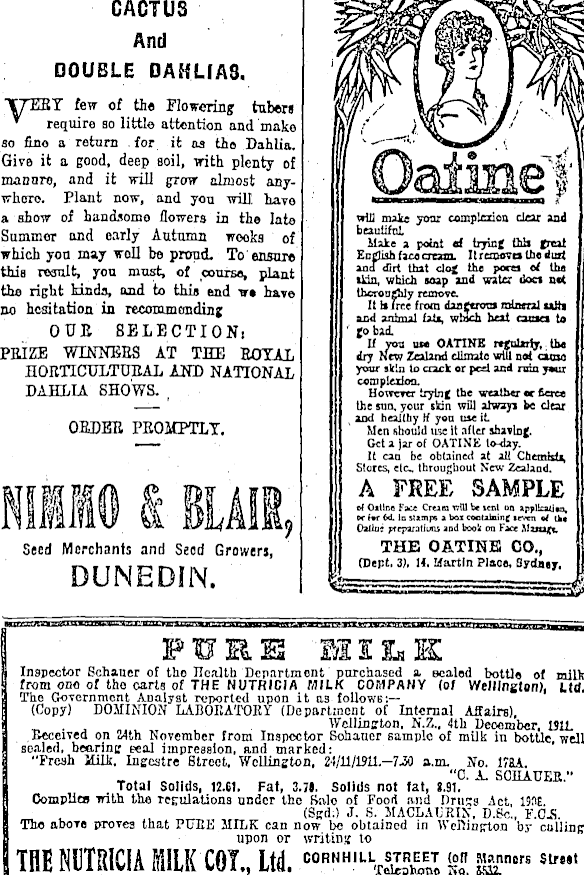 CACTUS
And
DOUBLE DAHLIAS.
VERY few of the Flowering tubers
require so little attention and make
so fine a return for it as the Dahlia.
Give it a good, deep soil, with plenty of
manure, and it will grow almost any-
where. Plant now, and you will have
a show of handsome flowers in the late
Summer and early Autumn weeks of
which you may well be proud. To ensure
this result, you must, of course, plant
the right kinds, and to this end we have
no hesitation in recommending
OUR SELECTION:
PRIZE WINNERS AT THE ROYAL
HORTICULTURAL AND NATIONAL
DAHLIA SHOWS.
ORDER PROMPTLY.
NIMMO & BLAIR,
Seed Merchants and Seed Growers,
DUNEDIN.
Oatine
will make your complexion clear and
beautiful.
Make a point of trying this great
English face cream. It removes the dust
and dirt that clog the pores of the
skin, which soap and water does not
thoroughly remove.
It is free from dangerous mineral salts
and animal fats, which heat causes to
go bad.
If you use OATINE regularly, the
dry New Zealand climate will not cause
your skin to crack or peel and ruin your
complexion.
However trying the weather or fierce
the sun, your skin will always be clear
and healthy if you use it.
Men should use it after shaving.
Get a jar of OATINE to-day.
It can be obtained at all Chemists,
Stores, etc., throughout New Zealand.
A FREE SAMPLE
of Oatine Face Cream will be sent on application,
or for 6d. in stamps a box containing seven of the
Oatine preparations and book on Face Massage.
THE OATINE CO.,
(Dept. 3), 14, Martin Place, Sydney.
PURE MILK
Inspector Schauer of the Health Department purchased a sealed bottle of milk
from one of the carts of THE NUTRICIA MILK COMPANY (of Wellington), Ltd.
The Government Analyst reported upon it as follows:—
(Copy) DOMINION LABORATORY (Department of Internal Affairs),
Wellington, N.Z., 4th December, 1911.
Received on 24th November from Inspector Schauer sample of milk in bottle, well
sealed, bearing seal impression, and marked:
"Fresh Milk, Ingestre Street, Wellington, 24/11/1911.—7.30 a.m. No. 178A.
"C. A. SCHAUER."
Total Solids, 12.61. Fat, 3.70. Solids not fat, 8.91.
Complies with the regulations under the Sale of Food and Drugs Act, 1908.
(Sgd.) J. S. MACLAURIN, D.Sc., F.C.S.
The above proves that PURE MILK can now be obtained in Wellington by calling
upon or writing to
THE NUTRICIA MILK COY., Ltd. CORNHILL STREET (off Manners Street
Telephone No. 3532.